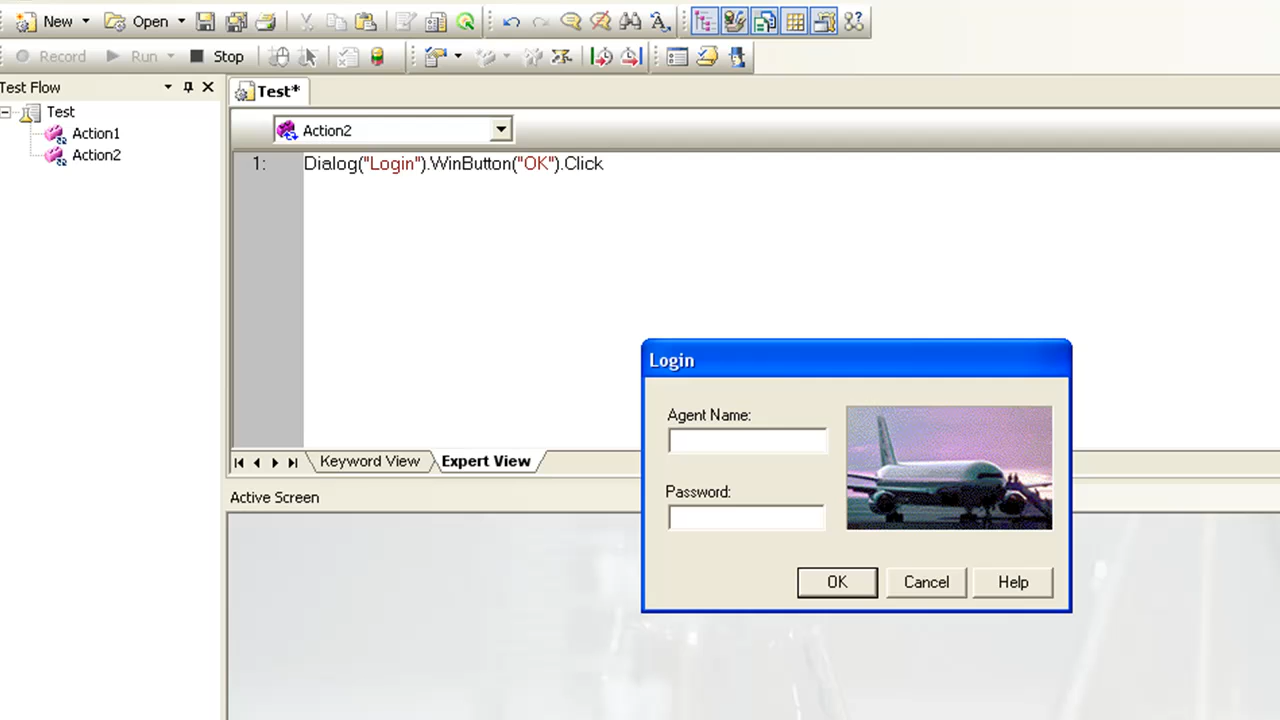 New Open
Record Run Stop
Test Flow
Test*
Test
Action1
Action2
Action2
1: Dialog("Login").WinButton("OK").Click
Keyword View Expert View
Active Screen
Login
Agent Name:
Password:
OK Cancel Help